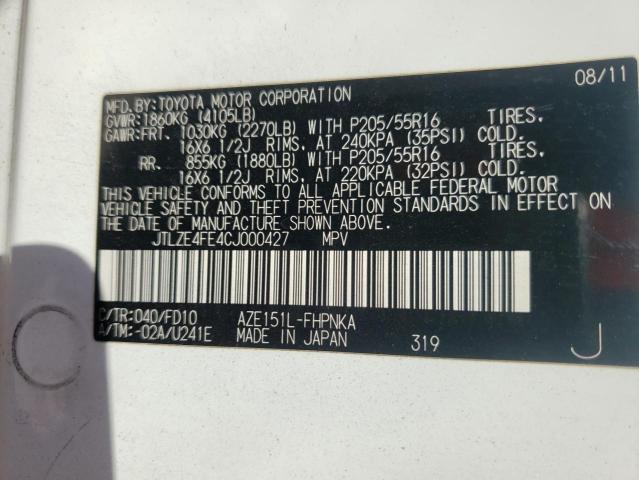 08/11
MFD. BY: TOYOTA MOTOR CORPORATION
GVWR: 1860KG (4105LB)
GAWR: FRT. 1030KG (2270LB) WITH P205/55R16 TIRES.
16X6 1/2J RIMS. AT 240KPA (35PSI) COLD.
RR. 855KG (1880LB) WITH P205/55R16 TIRES.
16X6 1/2J RIMS. AT 220KPA (32PSI) COLD.
THIS VEHICLE CONFORMS TO ALL APPLICABLE FEDERAL MOTOR
VEHICLE SAFETY AND THEFT PREVENTION STANDARDS IN EFFECT ON
THE DATE OF MANUFACTURE SHOWN ABOVE.
JTLZE4FE4CJ000427 MPV
C/TR: 040/FD10 AZE151L-FHPNKA
A/TM: -02A/U241E MADE IN JAPAN 319 J